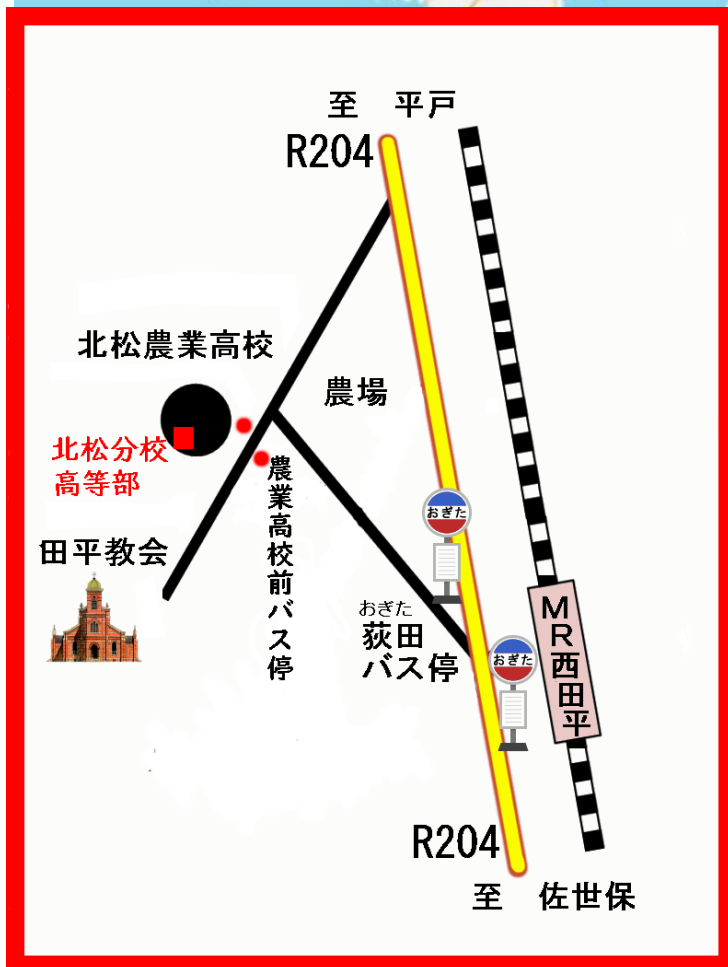 至 平戸
R204
北松農業高校
農場
北松分校
高等部
農業高校前バス停
田平教会
おぎた
おぎた
荻田
バス停
おぎた
MR西田平
R204
至 佐世保